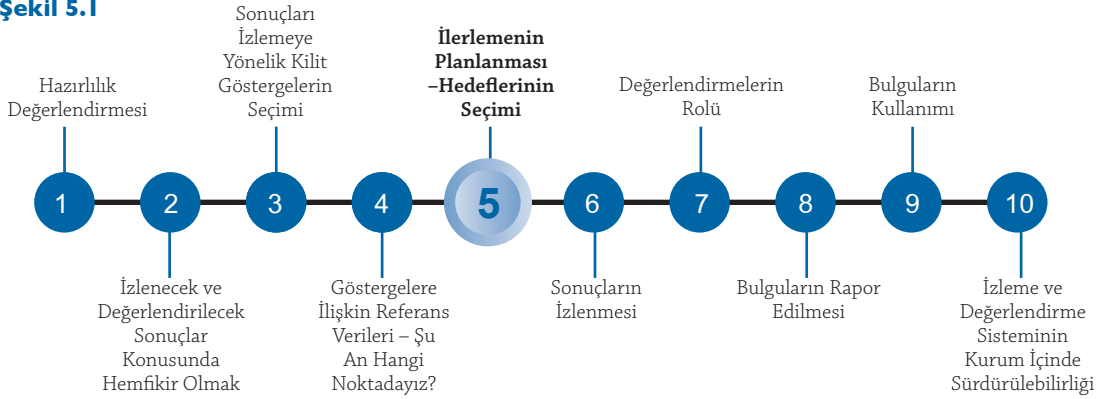 Şekil 5.1
Hazırlılık
Değerlendirmesi
Sonuçları
İzlemeye
Yönelik Kilit
Göstergelerin
Seçimi
İlerlemenin
Planlanması
–Hedeflerinin
Seçimi
Değerlendirmelerin
Rolü
Bulguların
Kullanımı
1
2
3
4
5
6
7
8
9
10
İzlenecek ve
Değerlendirilecek
Sonuçlar
Konusunda
Hemfikir Olmak
Göstergelere
İlişkin Referans
Verileri – Şu
An Hangi
Noktadayız?
Sonuçların
İzlenmesi
Bulguların Rapor
Edilmesi
İzleme ve
Değerlendirme
Sisteminin
Kurum İçinde
Sürdürülebilirliği